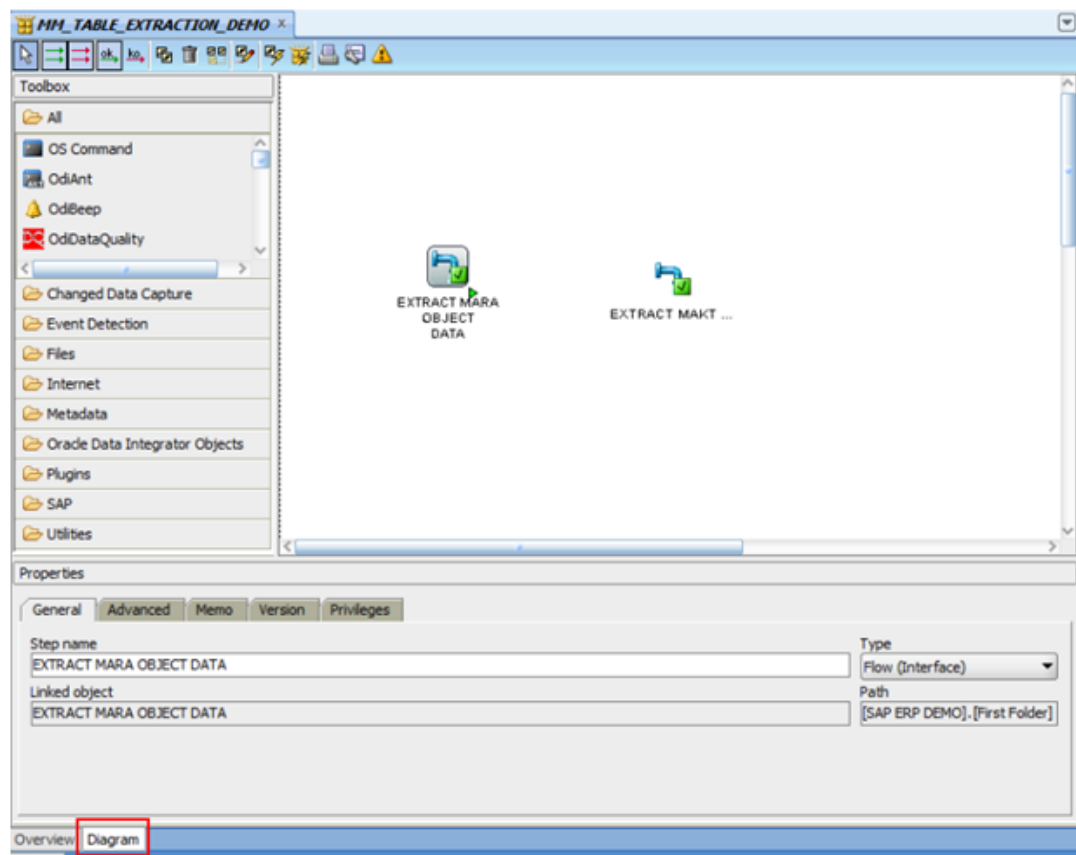 MM_TABLE_EXTRACTION_DEMO
ok
ko
Toolbox
All
OS Command
OdiAnt
OdiBeep
OdiDataQuality
Changed Data Capture
Event Detection
Files
Internet
Metadata
Oracle Data Integrator Objects
Plugins
SAP
Utilities
EXTRACT MARA
OBJECT
DATA
EXTRACT MAKT ...
Properties
General Advanced Memo Version Privileges
Step name Type
EXTRACT MARA OBJECT DATA Flow (Interface)
Linked object Path
EXTRACT MARA OBJECT DATA [SAP ERP DEMO].[First Folder]
Overview Diagram